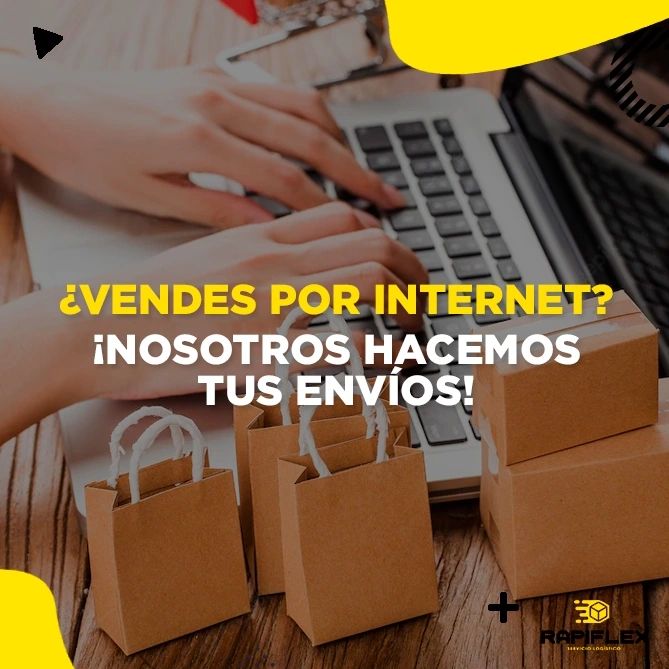 ¿VENDES POR INTERNET?
¡NOSOTROS HACEMOS
TUS ENVÍOS!
RAPIFLEX
SERVICIO LOGÍSTICO